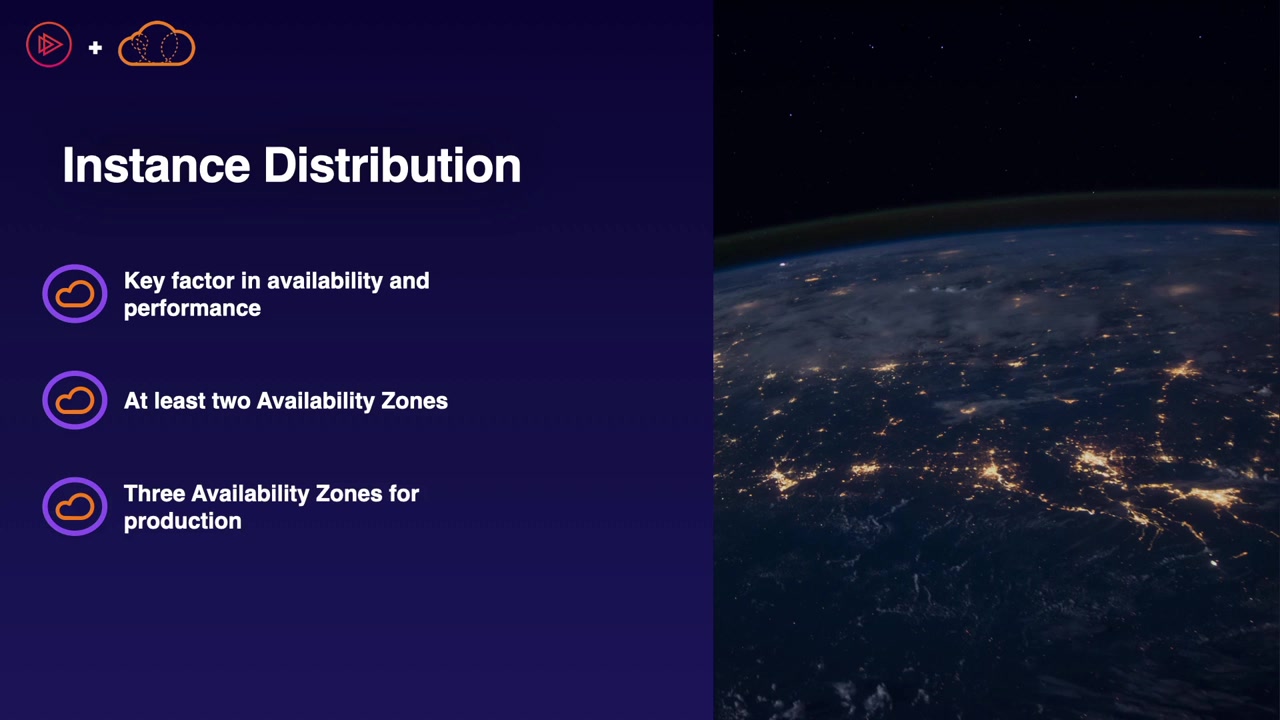 +
Instance Distribution
Key factor in availability and
performance
At least two Availability Zones
Three Availability Zones for
production